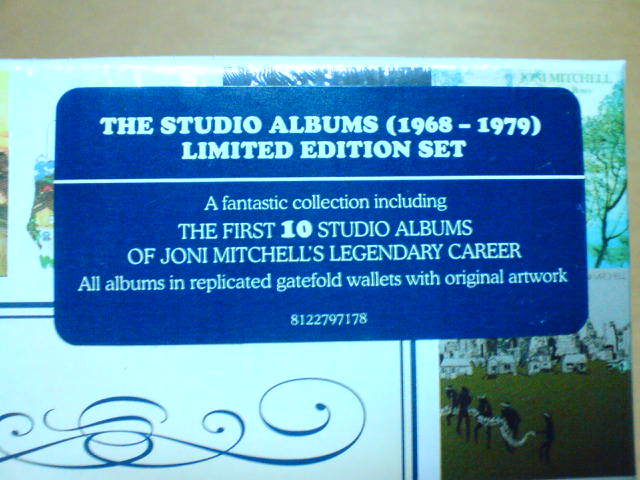 JONI MITCHELL
THE STUDIO ALBUMS (1968 – 1979)
LIMITED EDITION SET
A fantastic collection including
THE FIRST 10 STUDIO ALBUMS
OF JONI MITCHELL'S LEGENDARY CAREER
All albums in replicated gatefold wallets with original artwork
8122797178